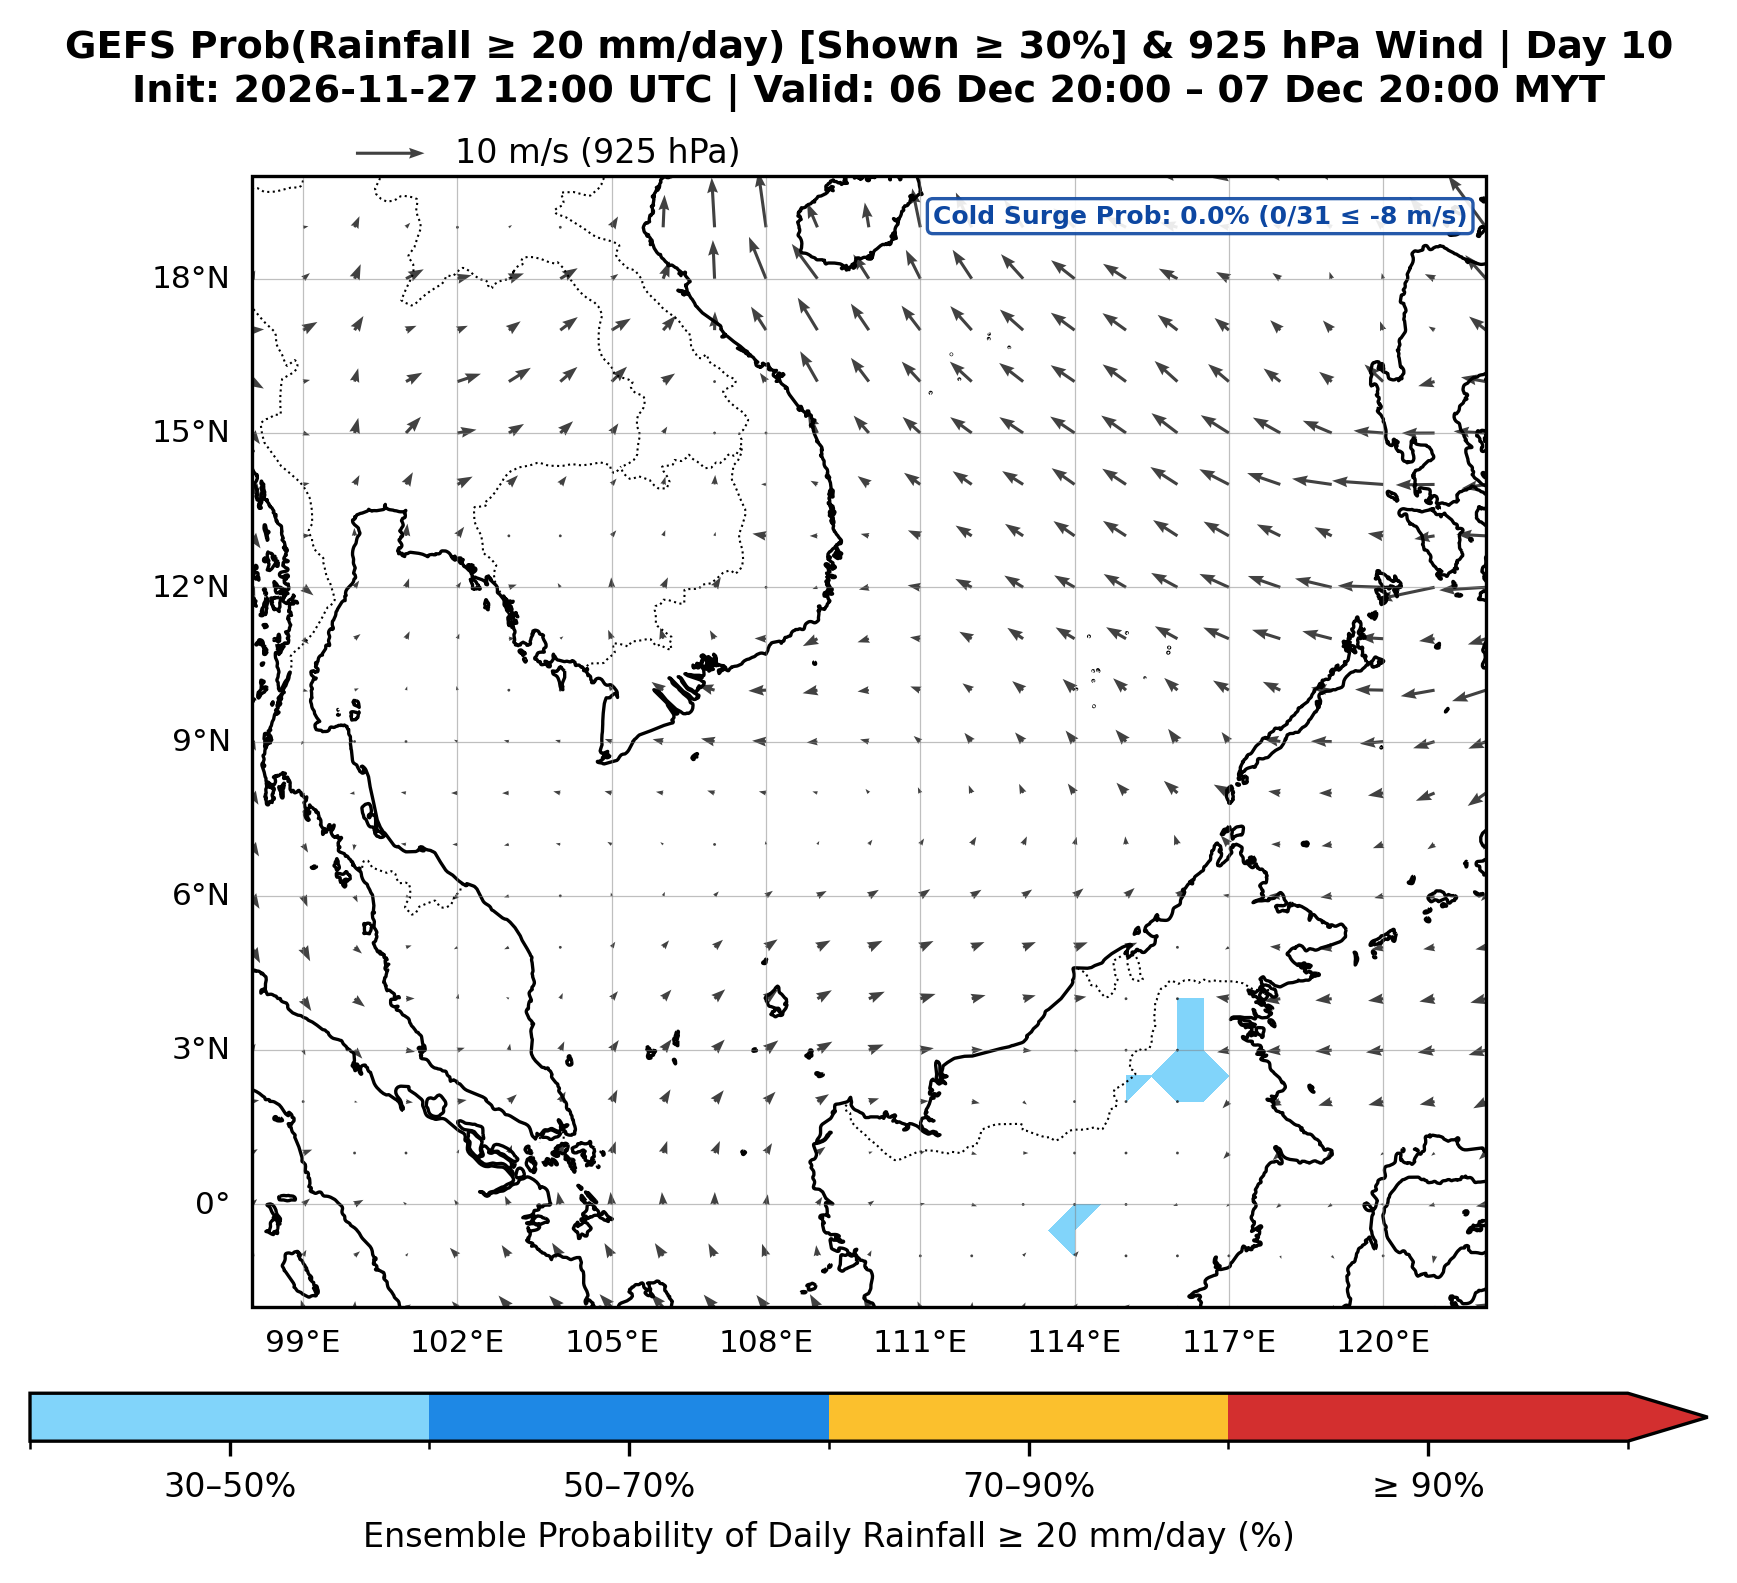 GEFS Prob(Rainfall ≥ 20 mm/day) [Shown ≥ 30%] & 925 hPa Wind | Day 10
Init: 2026-11-27 12:00 UTC | Valid: 06 Dec 20:00 – 07 Dec 20:00 MYT
10 m/s (925 hPa)
Cold Surge Prob: 0.0% (0/31 ≤ -8 m/s)
18°N
15°N
12°N
9°N
6°N
3°N
0°
99°E 102°E 105°E 108°E 111°E 114°E 117°E 120°E
30–50% 50–70% 70–90% ≥ 90%
Ensemble Probability of Daily Rainfall ≥ 20 mm/day (%)